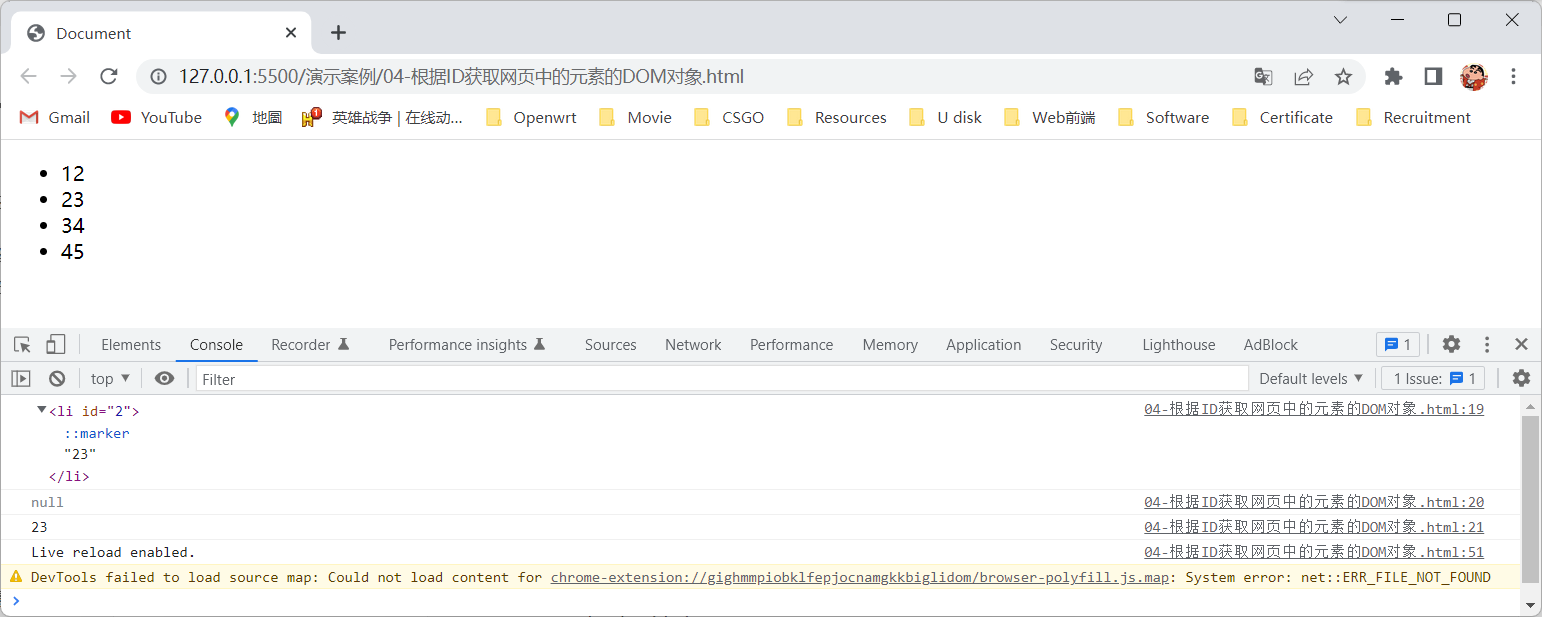 Document
127.0.0.1:5500/演示案例/04-根据ID获取网页中的元素的DOM对象.html
Gmail YouTube 地圖 英雄战争 | 在线动... Openwrt Movie CSGO Resources U disk Web前端 Software Certificate Recruitment
12
23
34
45
Elements Console Recorder Performance insights Sources Network Performance Memory Application Security Lighthouse AdBlock 1
top Filter Default levels 1 Issue: 1
<li id="2"> 04-根据ID获取网页中的元素的DOM对象.html:19
::marker
"23"
</li>
null 04-根据ID获取网页中的元素的DOM对象.html:20
23 04-根据ID获取网页中的元素的DOM对象.html:21
Live reload enabled. 04-根据ID获取网页中的元素的DOM对象.html:51
DevTools failed to load source map: Could not load content for chrome-extension://gighmmpiobklfepjocnamgkkbiglidom/browser-polyfill.js.map: System error: net::ERR_FILE_NOT_FOUND